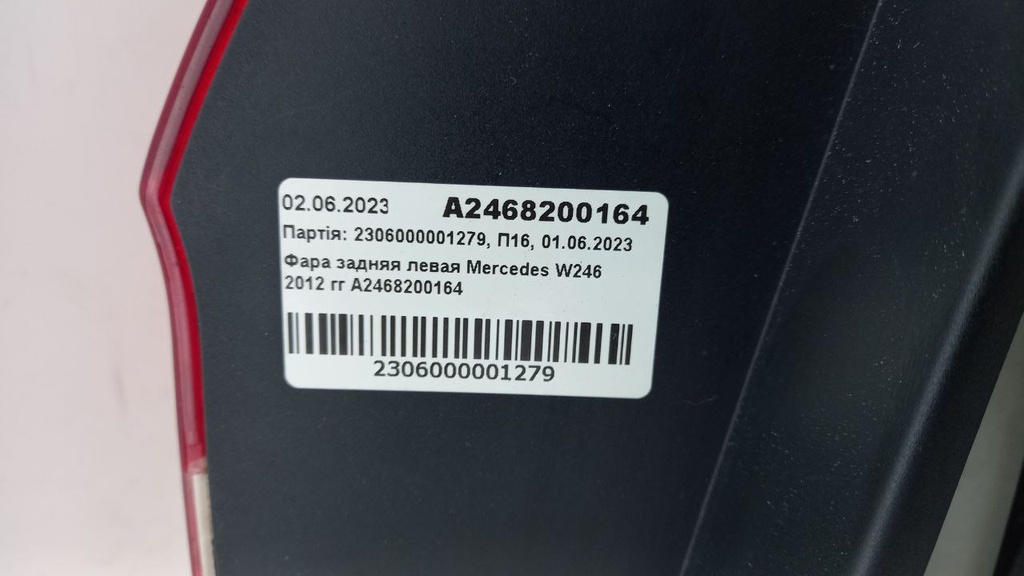 02.06.2023 A2468200164
Партія: 2306000001279, П16, 01.06.2023
Фара задняя левая Mercedes W246
2012 гг A2468200164
2306000001279